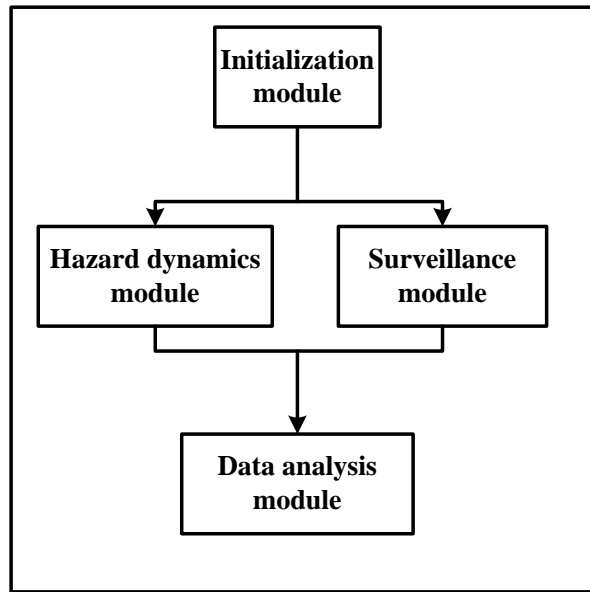 Initialization
module
Hazard dynamics
module
Surveillance
module
Data analysis
module